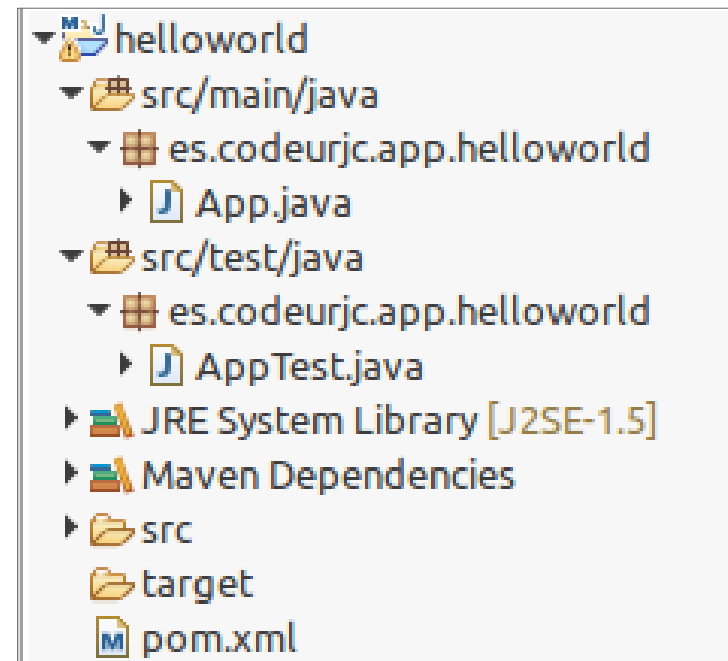 helloworld
src/main/java
es.codeurjc.app.helloworld
App.java
src/test/java
es.codeurjc.app.helloworld
AppTest.java
JRE System Library [J2SE-1.5]
Maven Dependencies
src
target
pom.xml